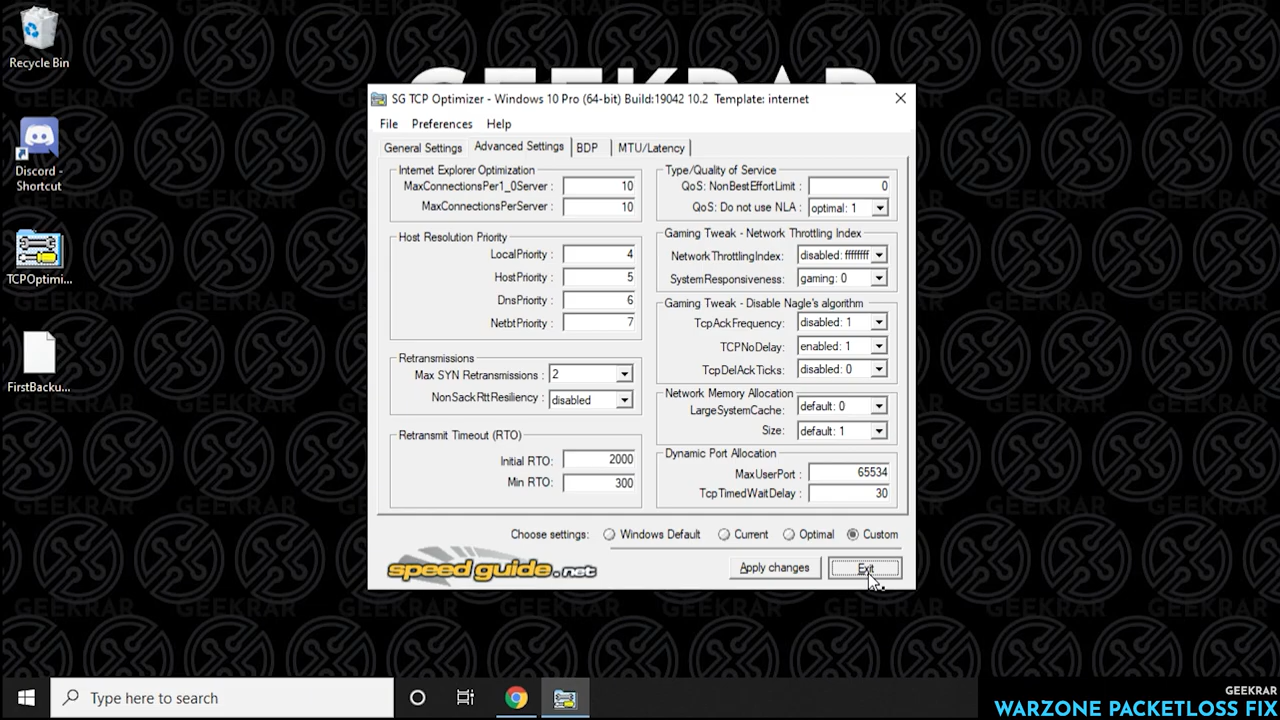 Recycle Bin
Discord -
Shortcut
TCPOptimi...
FirstBacku...
GEEKRAR
SG TCP Optimizer - Windows 10 Pro (64-bit) Build:19042 10.2  Template: internet
File
Preferences
Help
General Settings
Advanced Settings
BDP
MTU/Latency
Internet Explorer Optimization
MaxConnectionsPer1_0Server : 10
MaxConnectionsPerServer : 10
Host Resolution Priority
LocalPriority : 4
HostPriority : 5
DnsPriority : 6
NetbtPriority : 7
Retransmissions
Max SYN Retransmissions : 2
NonSackRttResiliency : disabled
Retransmit Timeout (RTO)
Initial RTO: 2000
Min RTO: 300
Type/Quality of Service
QoS: NonBestEffortLimit : 0
QoS: Do not use NLA : optimal: 1
Gaming Tweak - Network Throttling Index
NetworkThrottlingIndex: disabled: ffffffff
SystemResponsiveness: gaming: 0
Gaming Tweak - Disable Nagle's algorithm
TcpAckFrequency: disabled: 1
TCPNoDelay: enabled: 1
TcpDelAckTicks: disabled: 0
Network Memory Allocation
LargeSystemCache: default: 0
Size: default: 1
Dynamic Port Allocation
MaxUserPort : 65534
TcpTimedWaitDelay : 30
Choose settings: Windows Default Current Optimal Custom
speedguide.net
Apply changes
Exit
Type here to search
GEEKRAR
WARZONE PACKETLOSS FIX